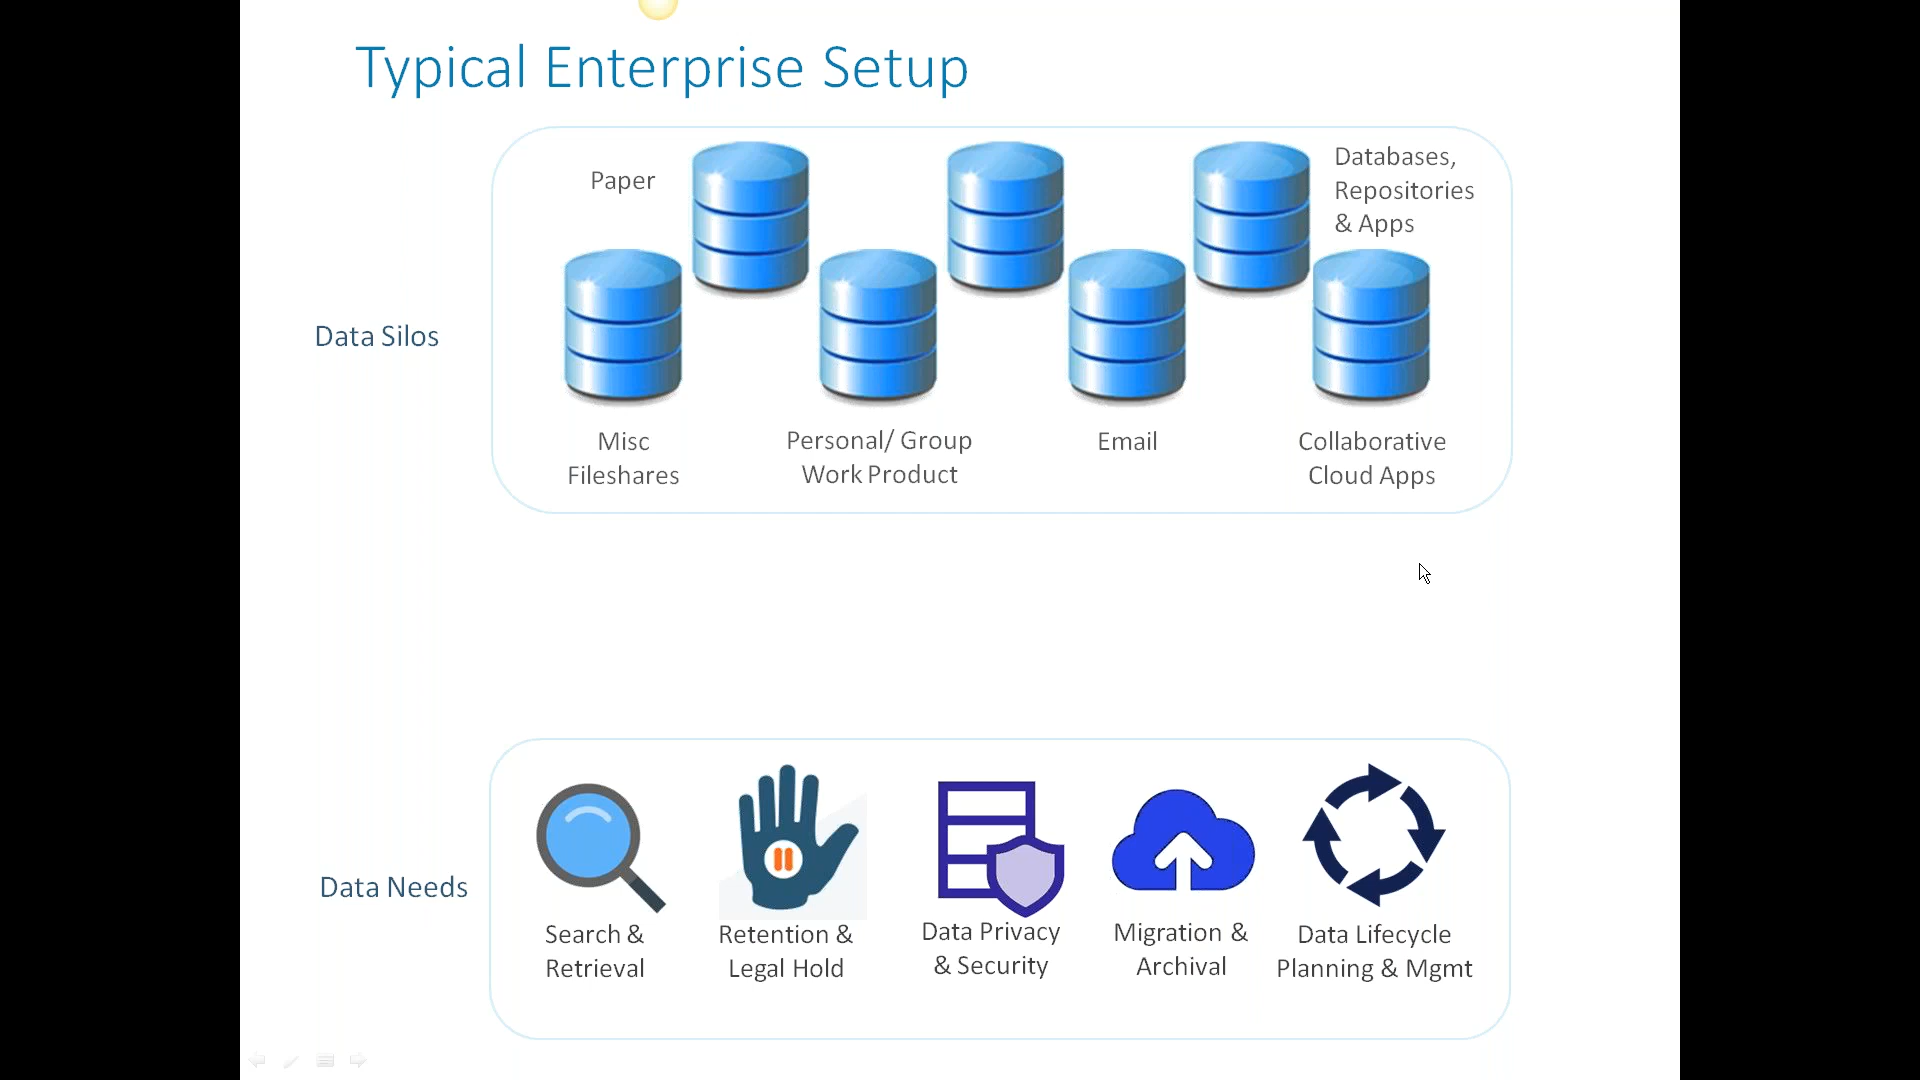 Typical Enterprise Setup
Paper
Databases,
Repositories
& Apps
Data Silos
Misc
Fileshares
Personal/ Group
Work Product
Email
Collaborative
Cloud Apps
Data Needs
Search &
Retrieval
Retention &
Legal Hold
Data Privacy
& Security
Migration &
Archival
Data Lifecycle
Planning & Mgmt